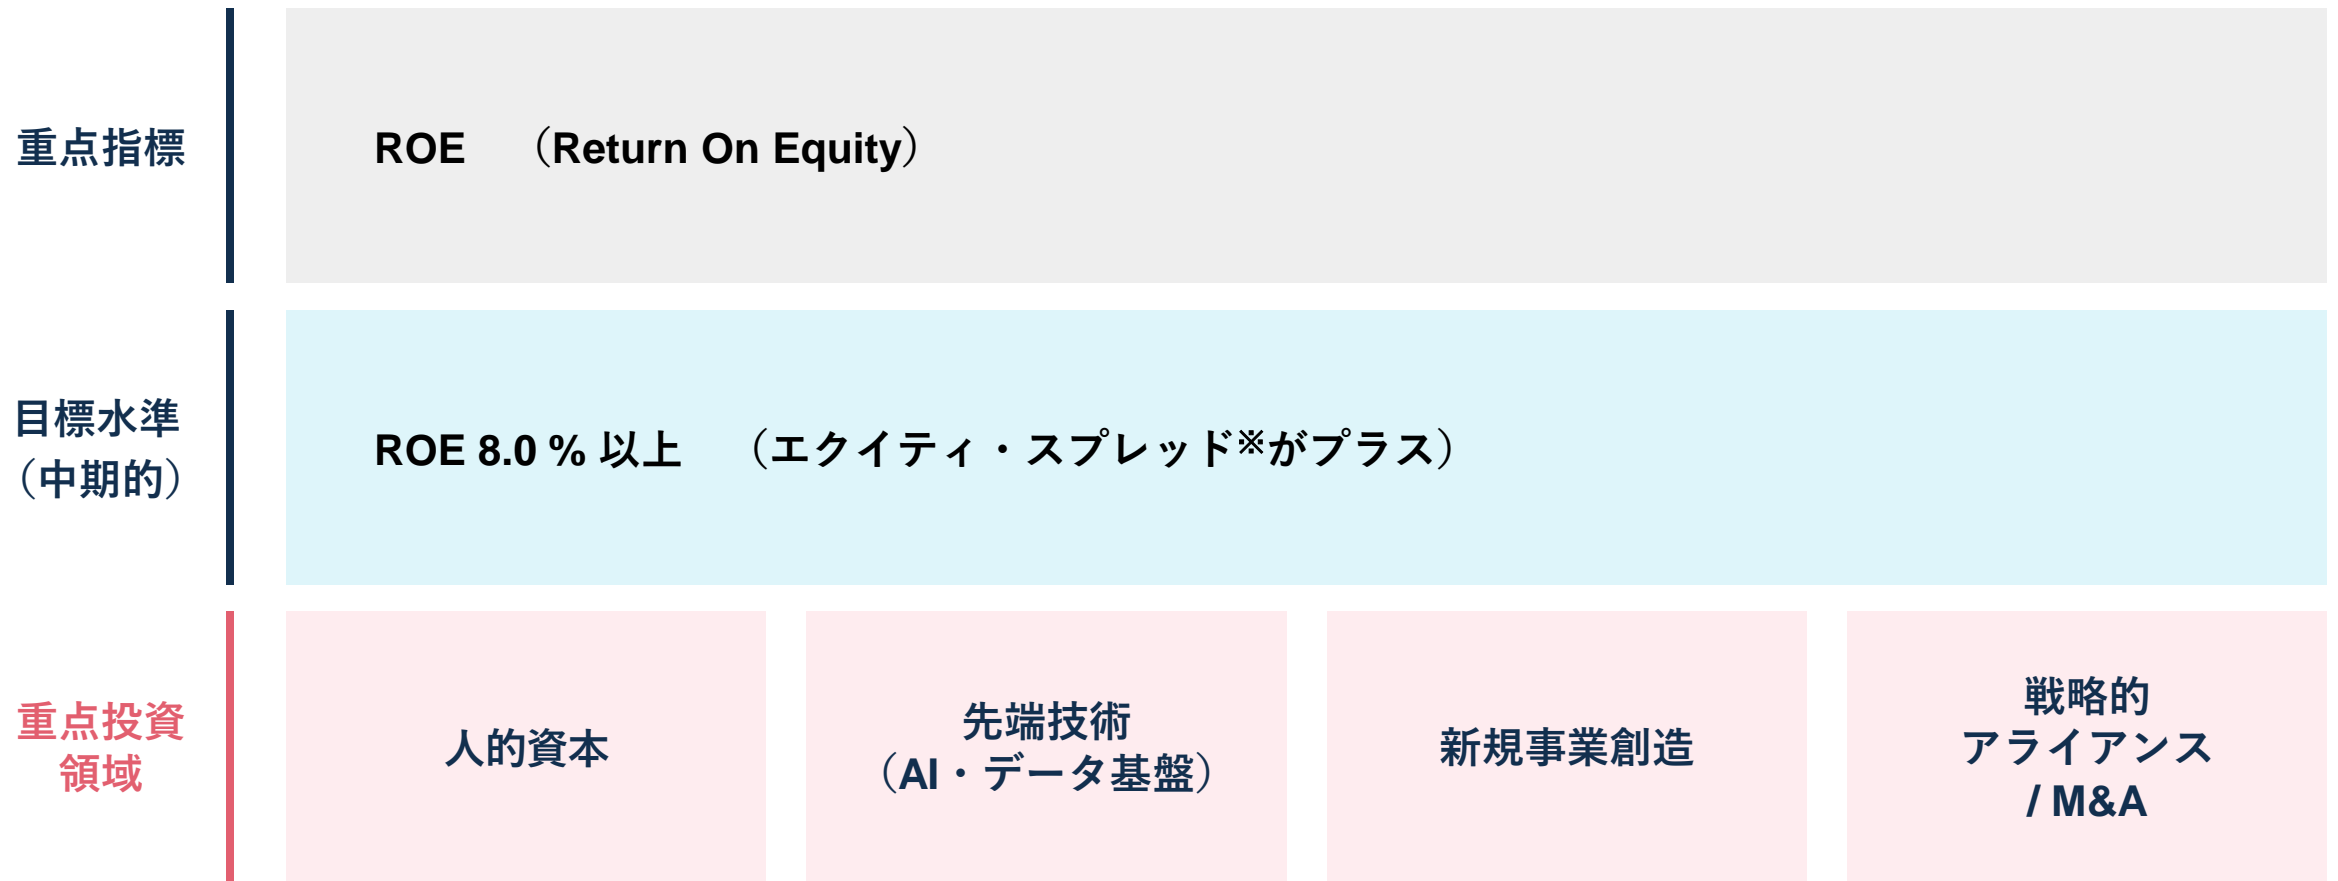 重点指標
ROE （Return On Equity）
目標水準
（中期的）
ROE 8.0 % 以上 （エクイティ・スプレッド※がプラス）
重点投資
領域
人的資本
先端技術
（AI・データ基盤）
新規事業創造
戦略的
アライアンス
/ M&A